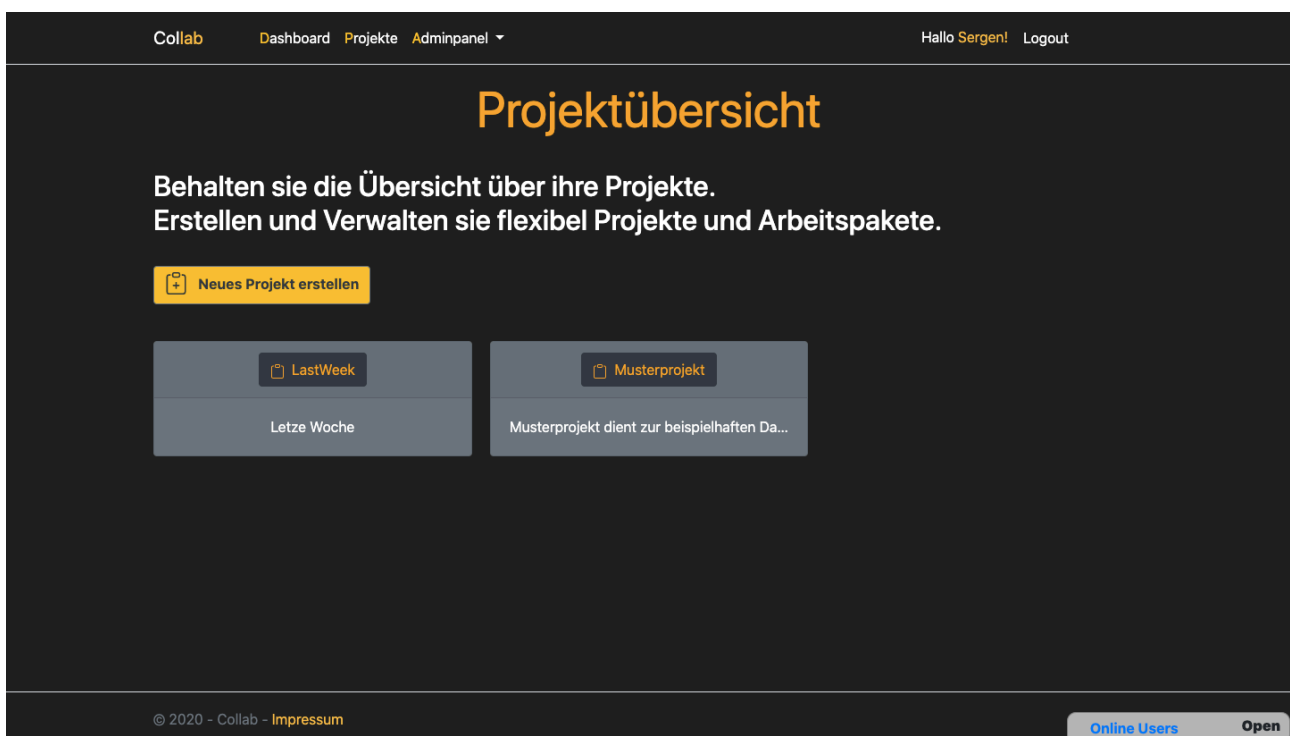 Collab Dashboard Projekte Adminpanel Hallo Sergen! Logout
Projektübersicht
Behalten sie die Übersicht über ihre Projekte.
Erstellen und Verwalten sie flexibel Projekte und Arbeitspakete.
Neues Projekt erstellen
LastWeek
Letze Woche
Musterprojekt
Musterprojekt dient zur beispielhaften Da...
© 2020 - Collab - Impressum
Online Users Open